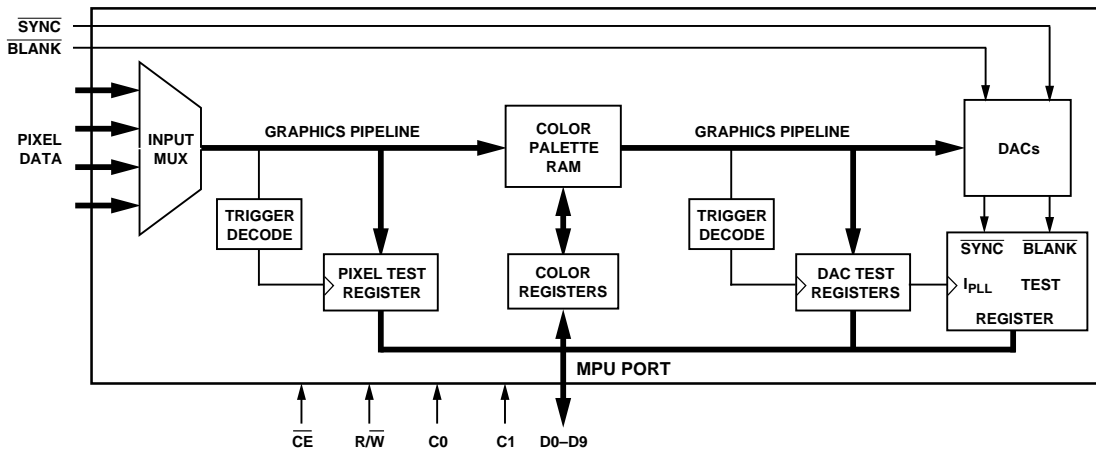 SYNC
BLANK
PIXEL
DATA
INPUT
MUX
GRAPHICS PIPELINE
TRIGGER
DECODE
PIXEL TEST
REGISTER
COLOR
PALETTE
RAM
COLOR
REGISTERS
GRAPHICS PIPELINE
TRIGGER
DECODE
DAC TEST
REGISTERS
DACs
SYNC BLANK
IPLL TEST
REGISTER
MPU PORT
CE R/W C0 C1 D0–D9